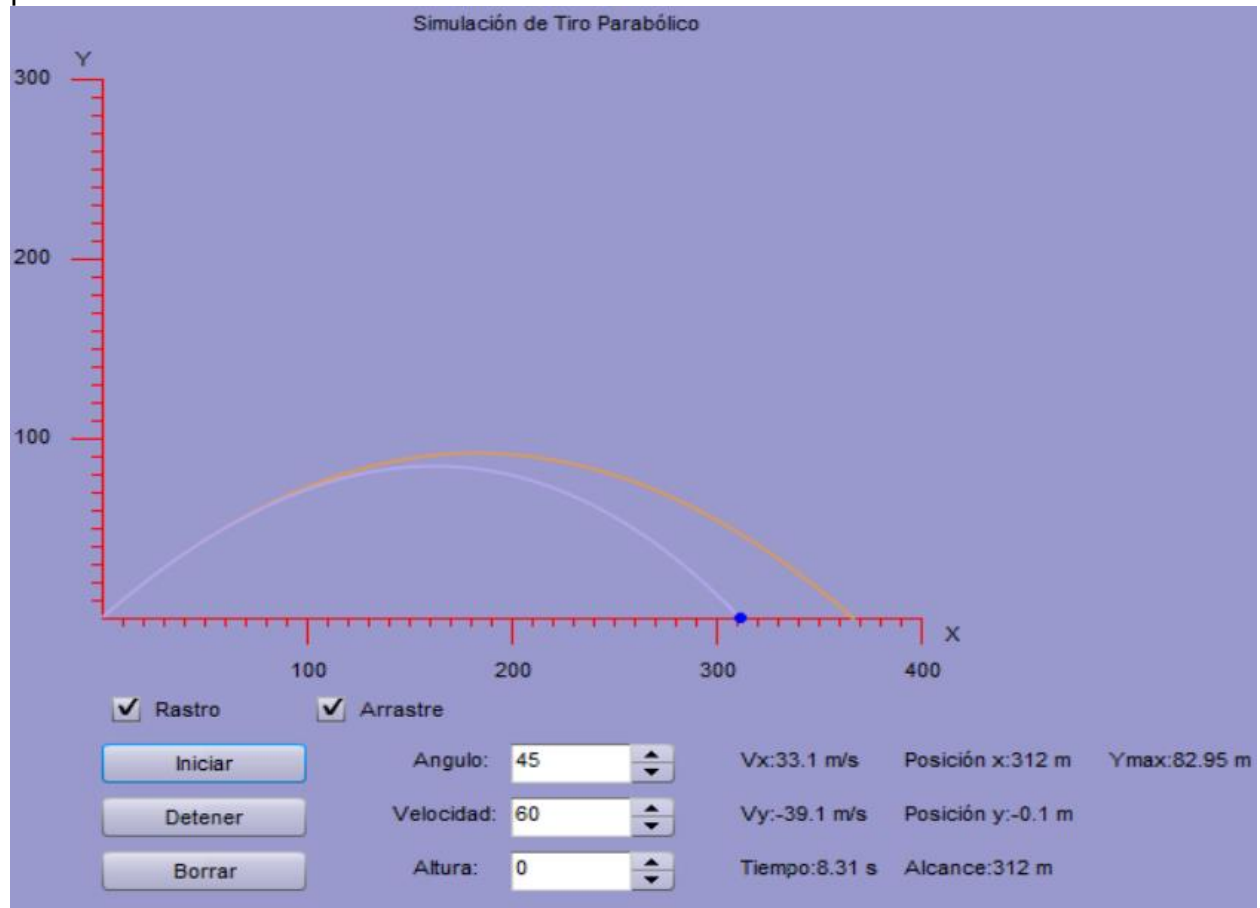 Simulación de Tiro Parabólico
Y
300
200
100
X
100 200 300 400
Rastro Arrastre
Iniciar Angulo: 45 Vx:33.1 m/s Posición x:312 m Ymax:82.95 m
Detener Velocidad: 60 Vy:-39.1 m/s Posición y:-0.1 m
Borrar Altura: 0 Tiempo:8.31 s Alcance:312 m